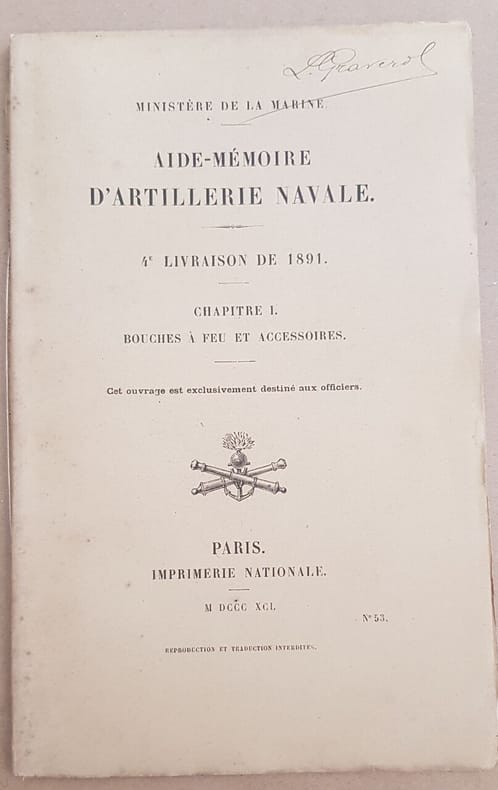 MINISTÈRE DE LA MARINE.
AIDE-MÉMOIRE
D'ARTILLERIE NAVALE.
4E LIVRAISON DE 1891.
CHAPITRE I.
BOUCHES À FEU ET ACCESSOIRES.
Cet ouvrage est exclusivement destiné aux officiers.
PARIS.
IMPRIMERIE NATIONALE.
M DCCC XCI.
N° 53.
REPRODUCTION ET TRADUCTION INTERDITES.